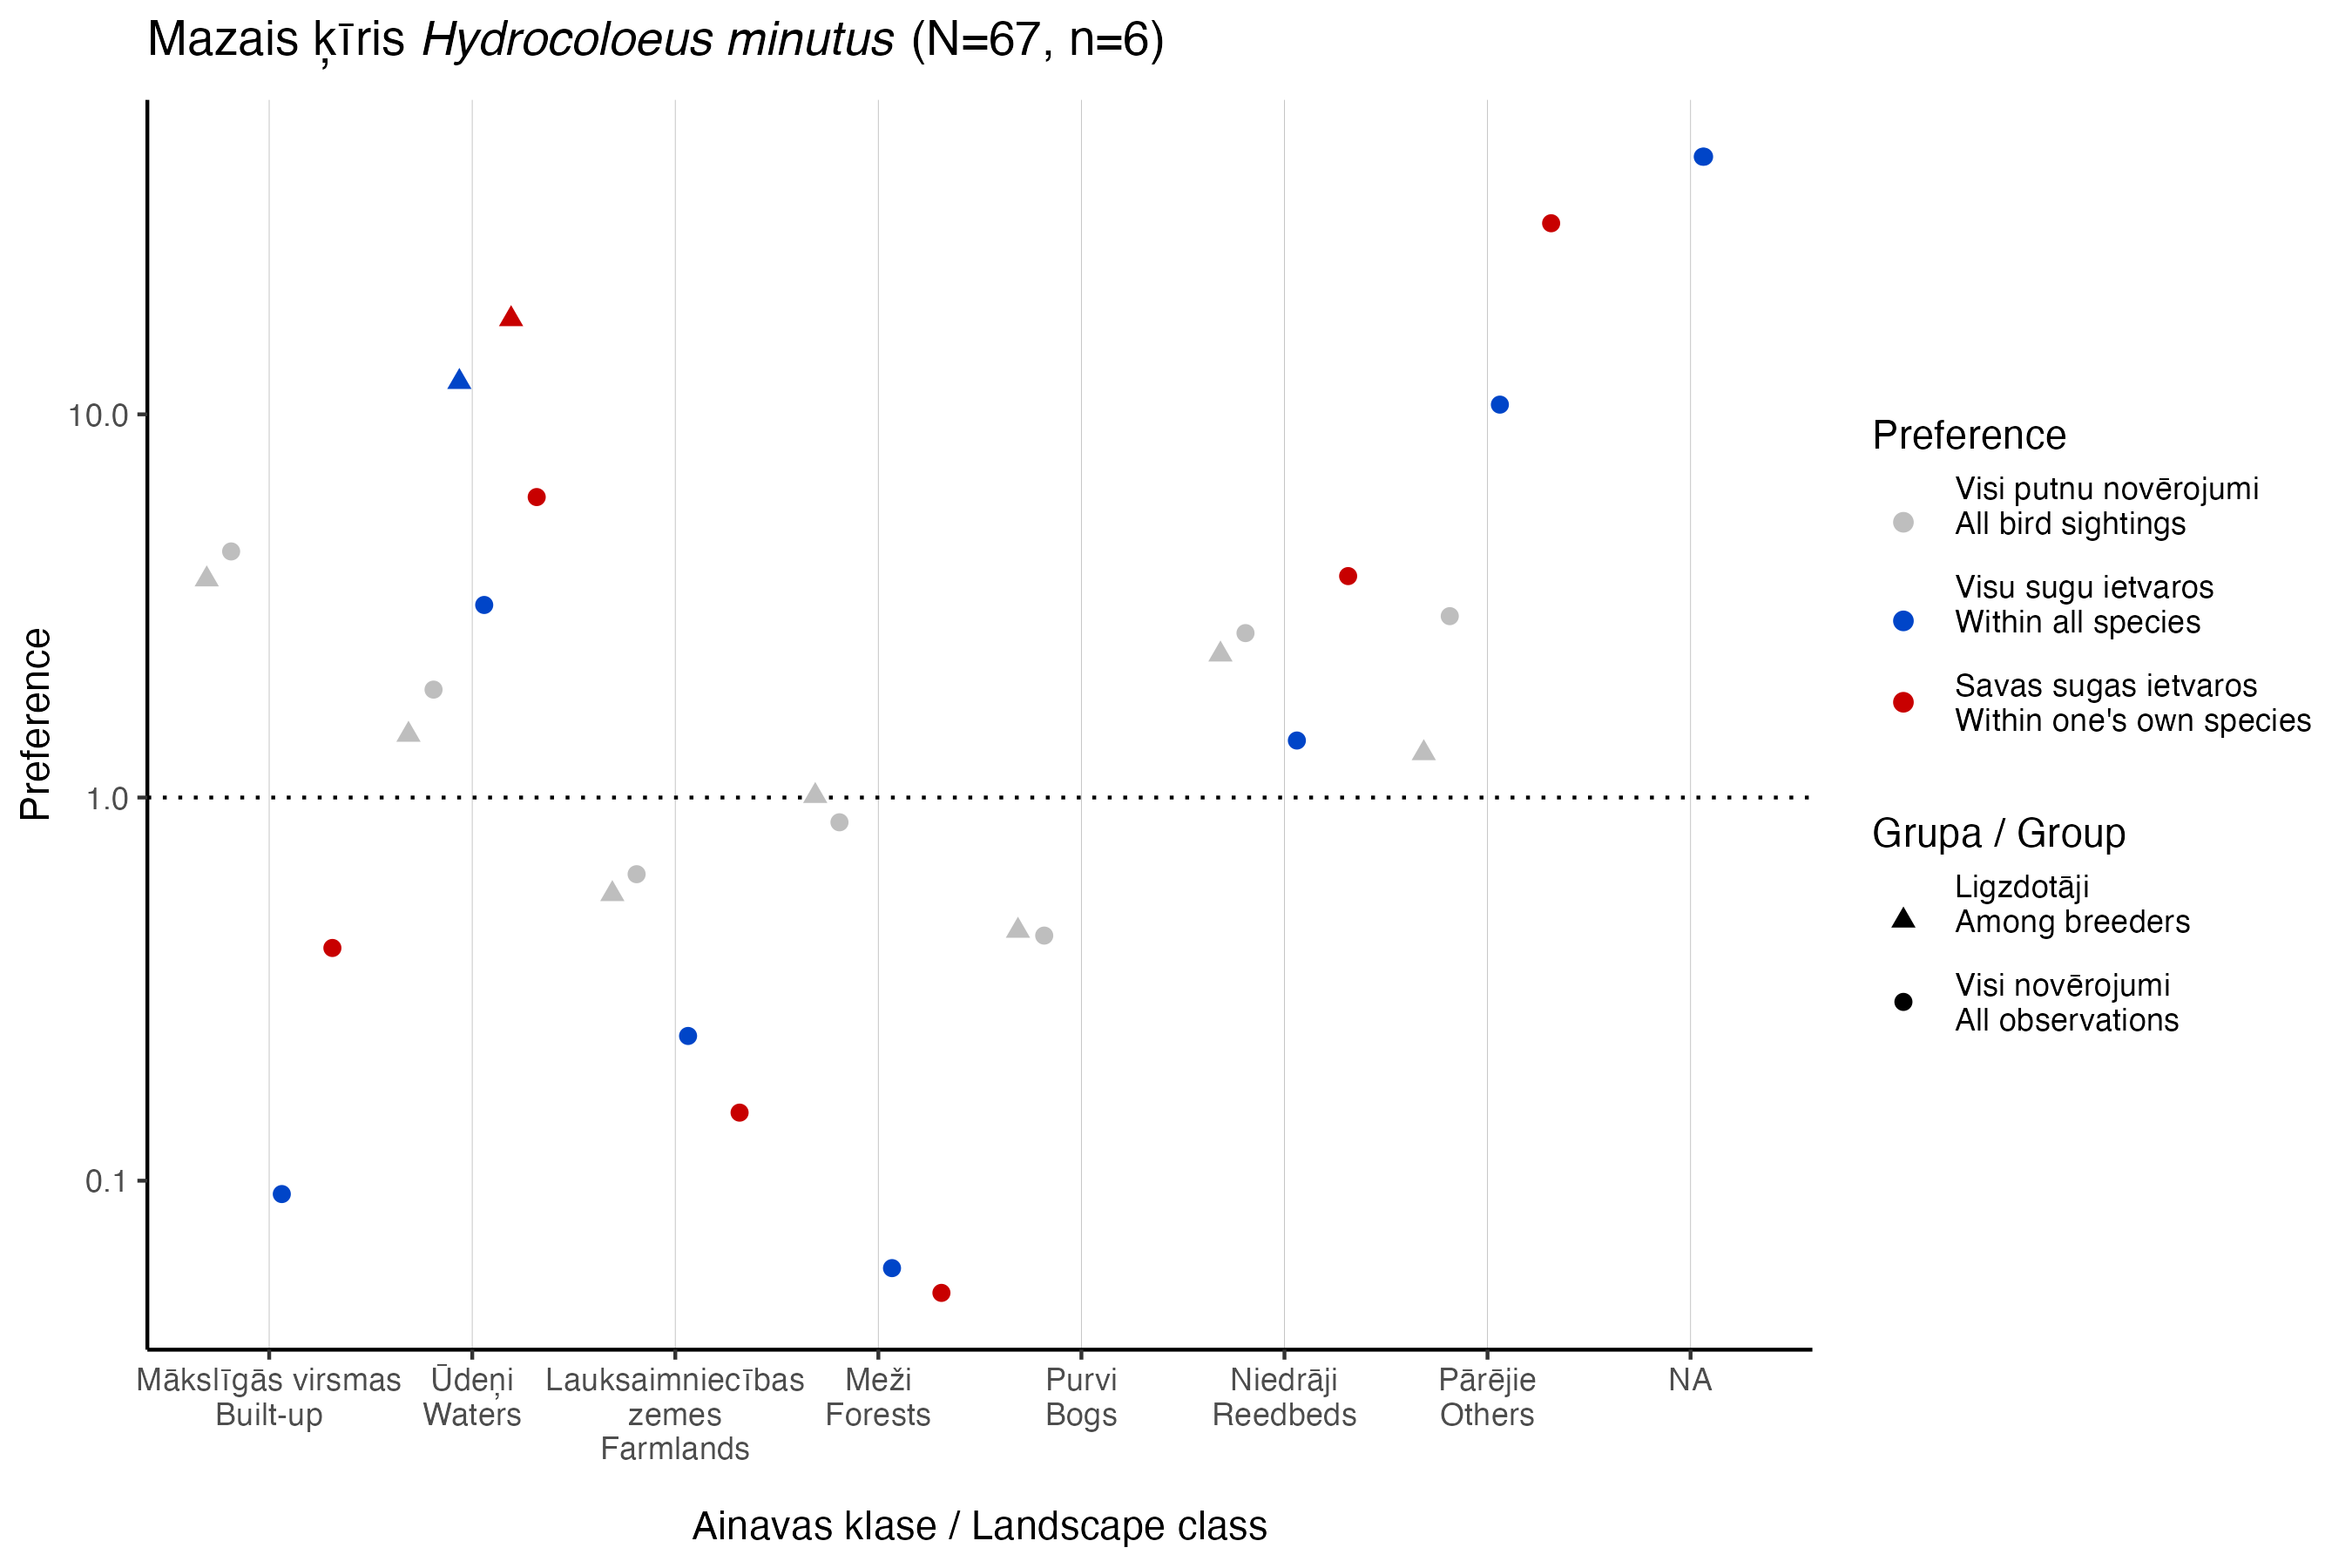 Mazais ķīris Hydrocoloeus minutus (N=67, n=6)
Preference
10.0
1.0
0.1
Mākslīgās virsmas
Built-up
Ūdeņi
Waters
Lauksaimniecības
zemes
Farmlands
Meži
Forests
Purvi
Bogs
Niedrāji
Reedbeds
Pārējie
Others
NA
Ainavas klase / Landscape class
Preference
Visi putnu novērojumi
All bird sightings
Visu sugu ietvaros
Within all species
Savas sugas ietvaros
Within one's own species
Grupa / Group
Ligzdotāji
Among breeders
Visi novērojumi
All observations